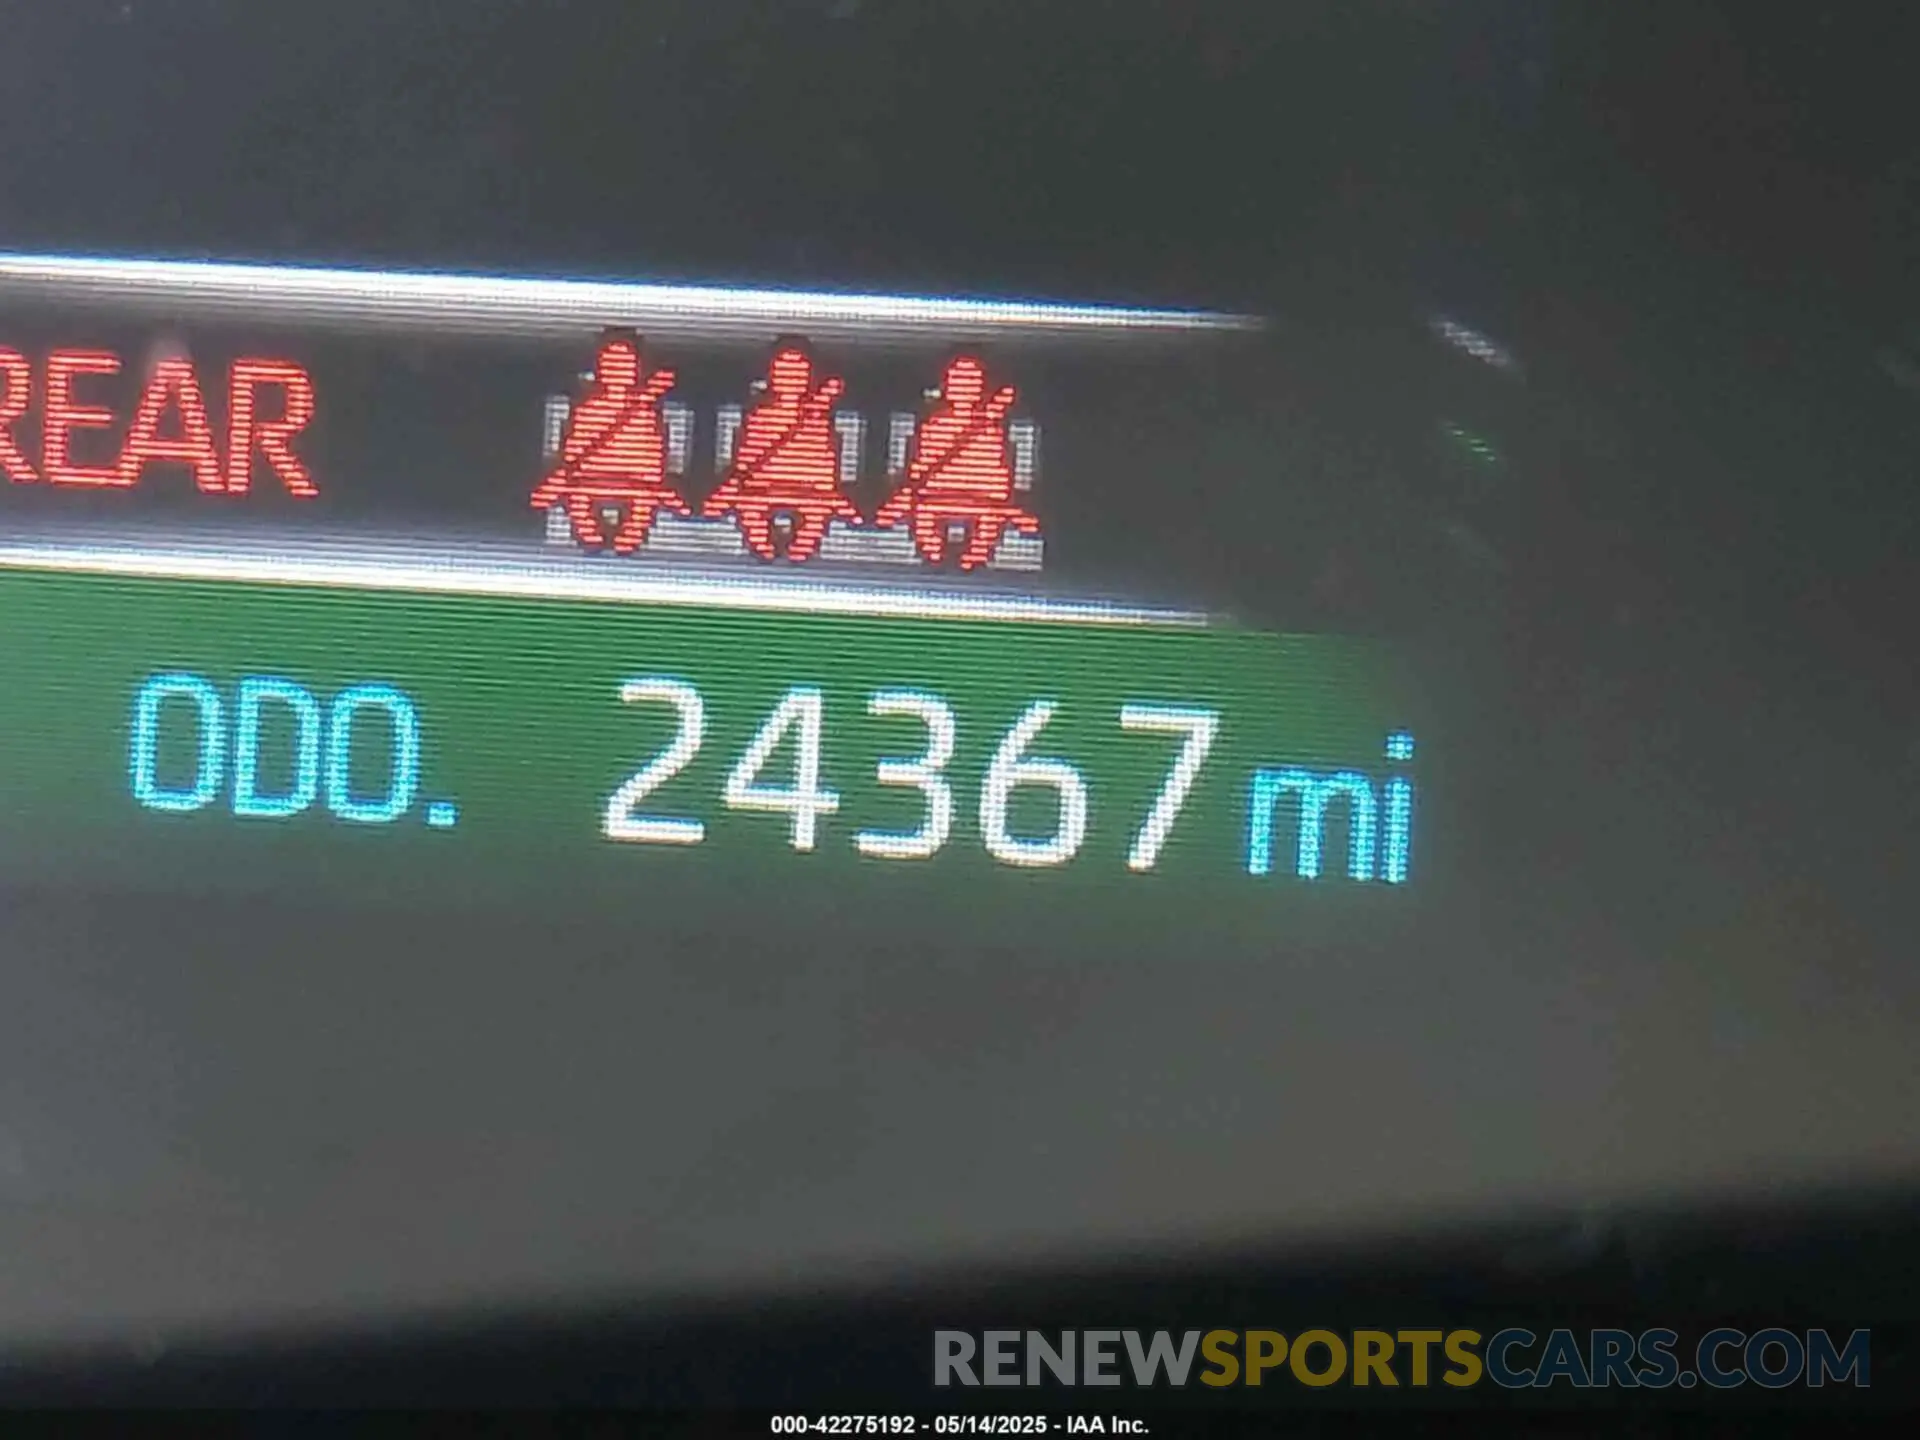 REAR
ODO. 24367 mi
RENEWSPORTSCARS.COM
000-42275192 - 05/14/2025 - IAA Inc.